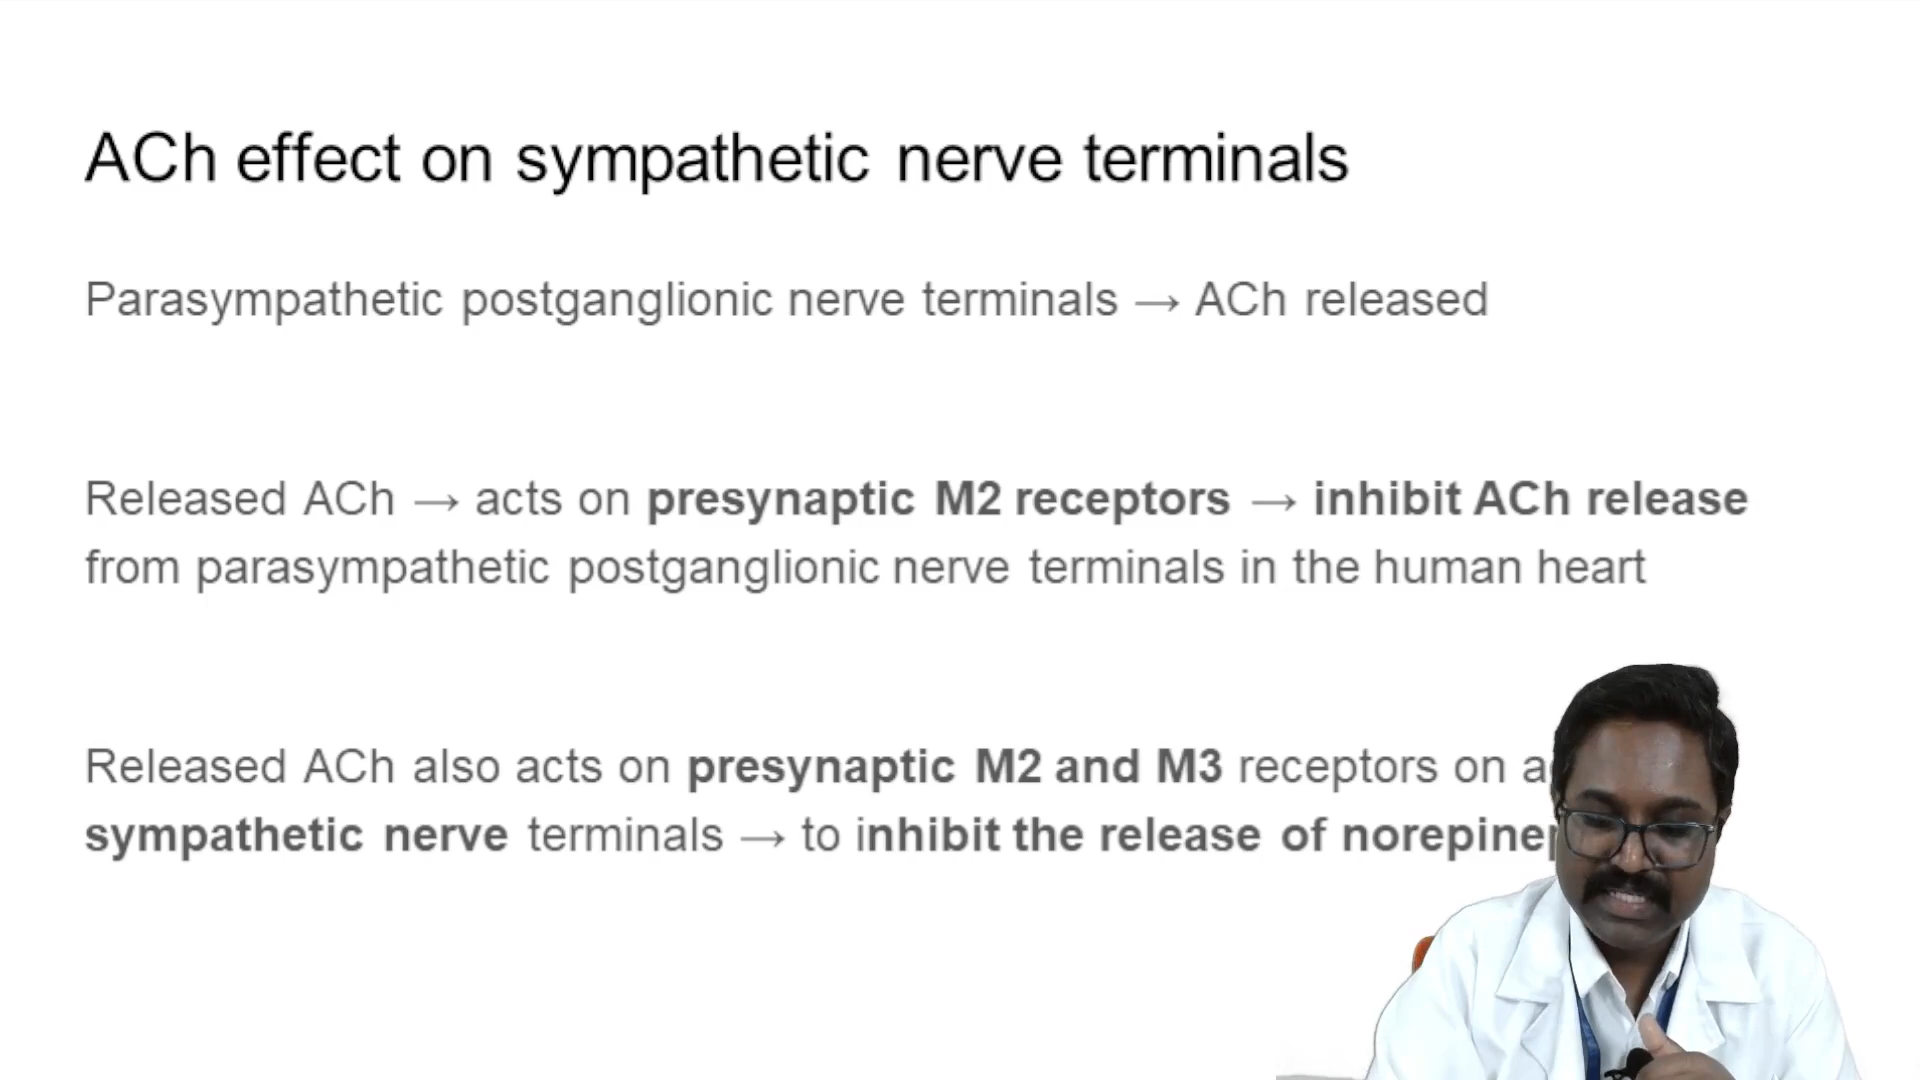 ACh effect on sympathetic nerve terminals
Parasympathetic postganglionic nerve terminals → ACh released
Released ACh → acts on presynaptic M2 receptors → inhibit ACh release
from parasympathetic postganglionic nerve terminals in the human heart
Released ACh also acts on presynaptic M2 and M3 receptors on
sympathetic nerve terminals → to inhibit the release of